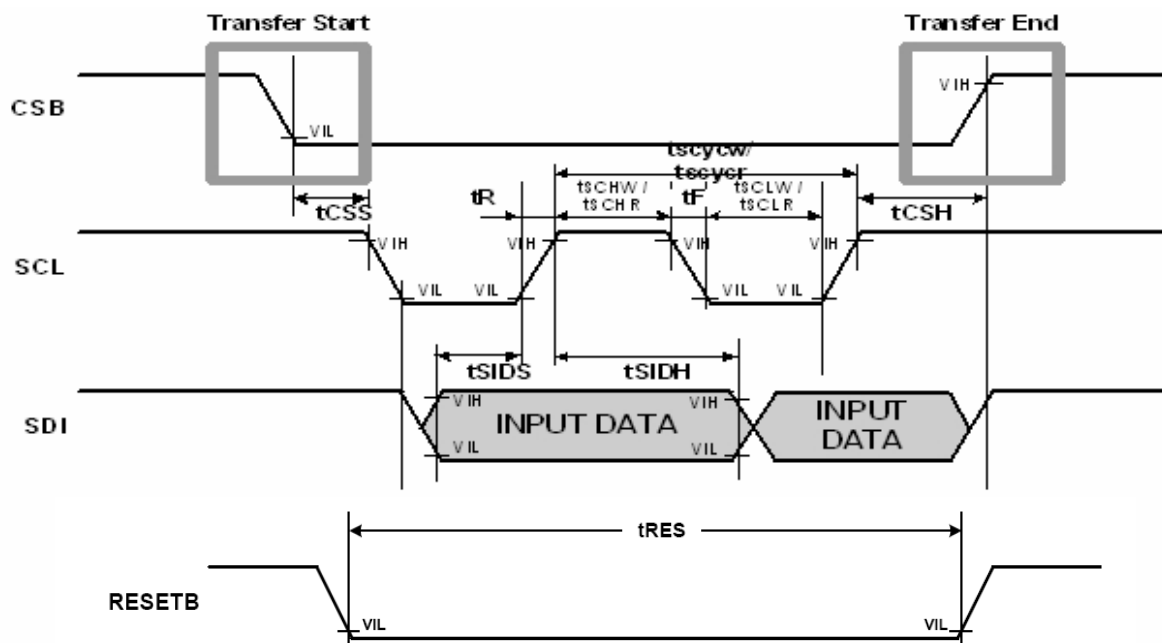 Transfer Start
Transfer End
CSB
VIL
VIH
tscycw/
tscycr
tCSS
tR
tSCHW /
tSCHR
tF
tSCLW /
tSCLR
tCSH
SCL
VIH
VIH
VIH
VIH
VIL
VIL
VIL
VIL
tSIDS
tSIDH
SDI
VIH
INPUT DATA
VIH
INPUT
DATA
VIL
VIL
tRES
RESETB
VIL
VIL